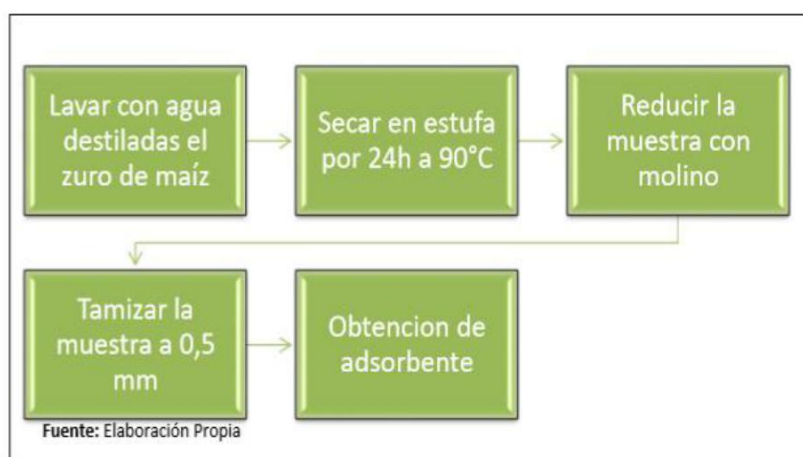 Lavar con agua
destiladas el
zuro de maíz
Secar en estufa
por 24h a 90°C
Reducir la
muestra con
molino
Tamizar la
muestra a 0,5
mm
Obtencion de
adsorbente
Fuente: Elaboración Propia